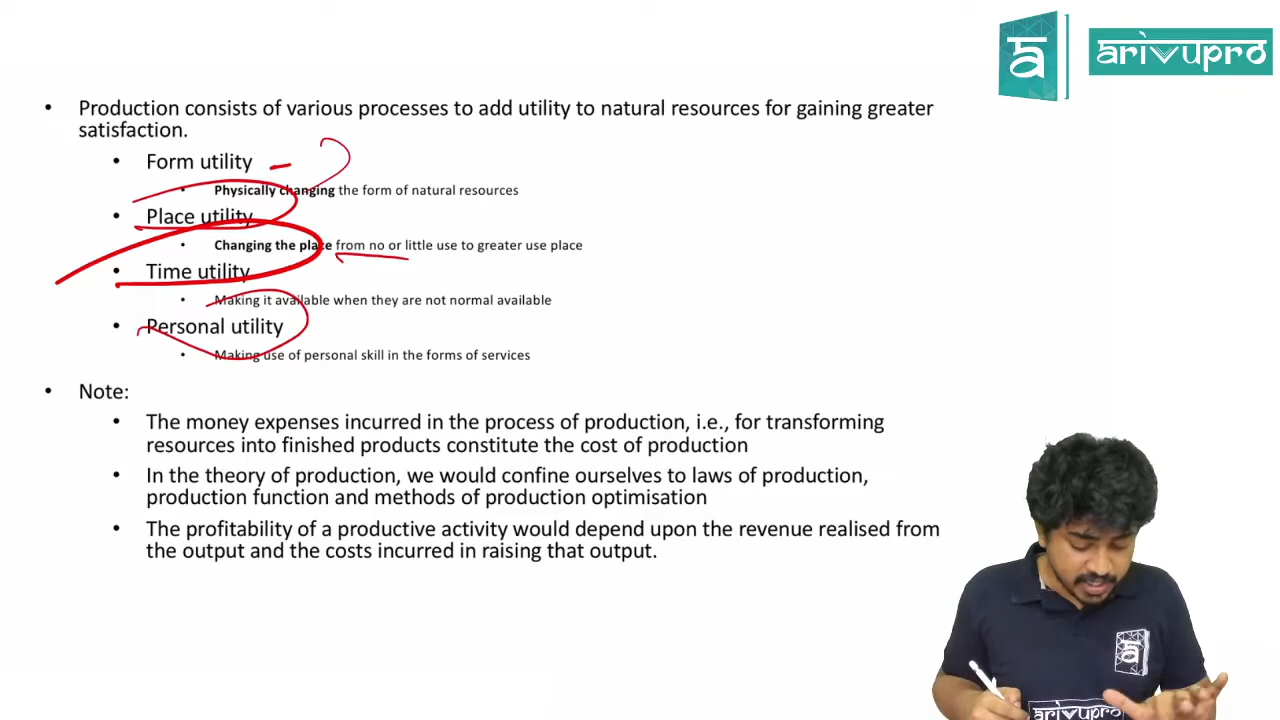 arivupro
Production consists of various processes to add utility to natural resources for gaining greater
satisfaction.
Form utility
Physically changing the form of natural resources
Place utility
Changing the place from no or little use to greater use place
Time utility
Making it available when they are not normal available
Personal utility
Making use of personal skill in the forms of services
Note:
The money expenses incurred in the process of production, i.e., for transforming
resources into finished products constitute the cost of production
In the theory of production, we would confine ourselves to laws of production,
production function and methods of production optimisation
The profitability of a productive activity would depend upon the revenue realised from
the output and the costs incurred in raising that output.
arivupro